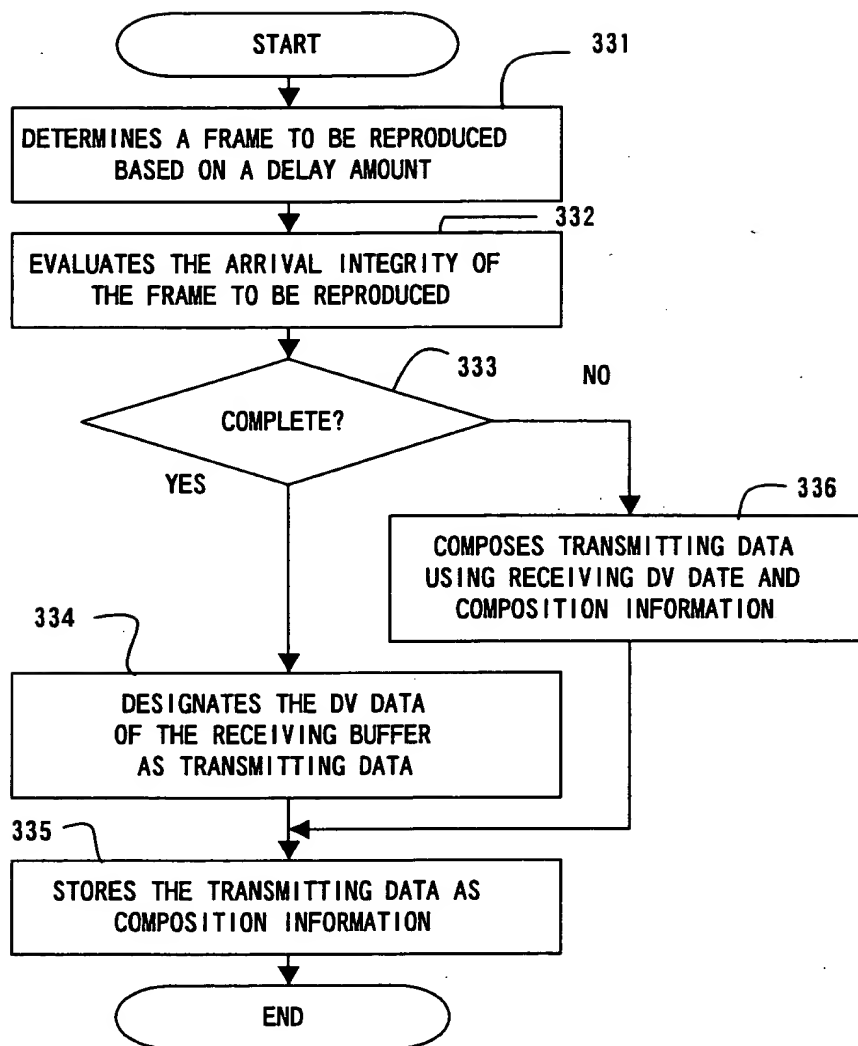 START
331
DETERMINES A FRAME TO BE REPRODUCED
BASED ON A DELAY AMOUNT
332
EVALUATES THE ARRIVAL INTEGRITY OF
THE FRAME TO BE REPRODUCED
333
NO
COMPLETE?
YES
336
COMPOSES TRANSMITTING DATA
USING RECEIVING DV DATE AND
COMPOSITION INFORMATION
334
DESIGNATES THE DV DATA
OF THE RECEIVING BUFFER
AS TRANSMITTING DATA
335
STORES THE TRANSMITTING DATA AS
COMPOSITION INFORMATION
END